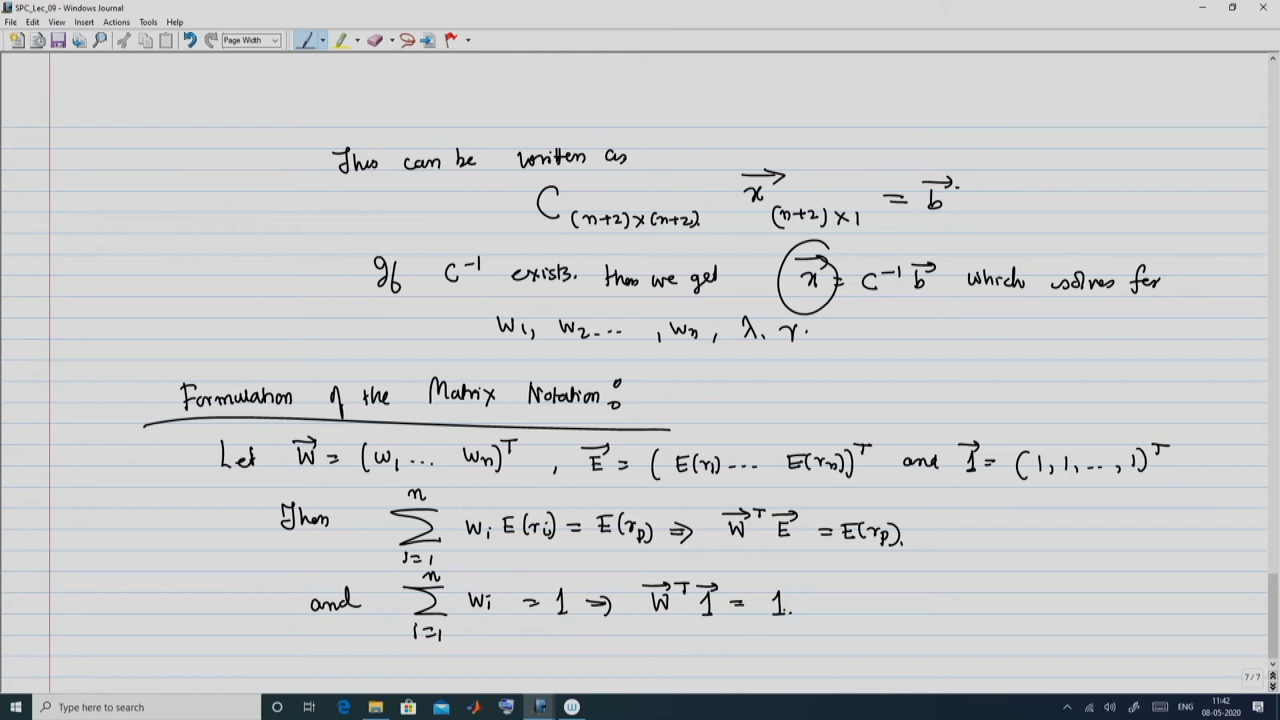 SPC_Lec_09 - Windows Journal
File Edit View Insert Actions Tools Help
Page Width
This can be written as
C (n+2)×(n+2). x⃗ (n+2)×1 = b⃗.
If C⁻¹ exists. then we get x⃗ = C⁻¹ b⃗ which solves for
W1, W2 ... , Wn, λ, γ.
Formulation of the Matrix Notation:
Let W⃗ = (W1 ... Wn)ᵀ, E⃗ = (E(r1) ... E(rn))ᵀ and 1⃗ = (1, 1, .., 1)ᵀ
Then ∑_{i=1}^{n} Wi E(ri) = E(rp) ⇒ W⃗ᵀ E⃗ = E(rp).
and ∑_{i=1}^{n} Wi = 1 ⇒ W⃗ᵀ 1⃗ = 1.
7 / 7
Type here to search
ENG
11:42
08-05-2020